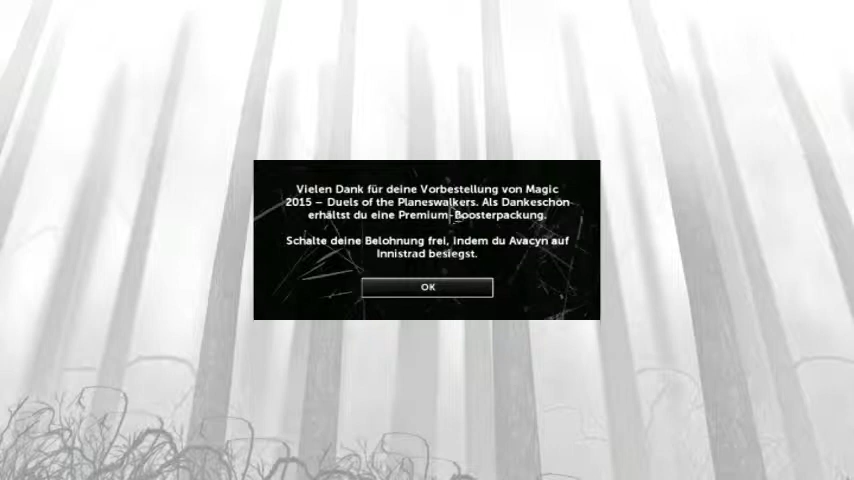 Vielen Dank für deine Vorbestellung von Magic
2015 – Duels of the Planeswalkers. Als Dankeschön
erhältst du eine Premium-Boosterpackung.
Schalte deine Belohnung frei, indem du Avacyn auf
Innistrad besiegst.
OK